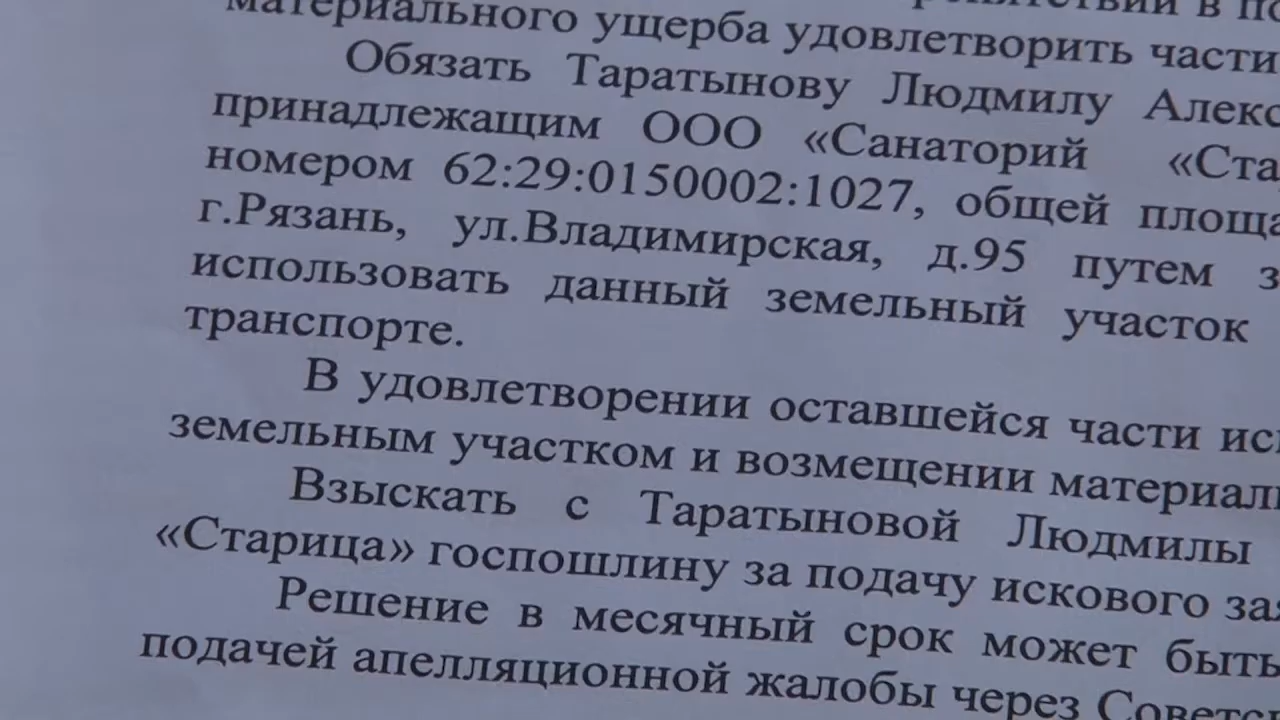 материального ущерба удовлетворить части
Обязать Таратынову Людмилу Алекс
принадлежащим ООО «Санаторий «Ста
номером 62:29:0150002:1027, общей площа
г.Рязань, ул.Владимирская, д.95 путем з
использовать данный земельный участок
транспорте.
В удовлетворении оставшейся части ис
земельным участком и возмещении материал
Взыскать с Таратыновой Людмилы
«Старица» госпошлину за подачу искового за
Решение в месячный срок может быть
подачей апелляционной жалобы через Советс